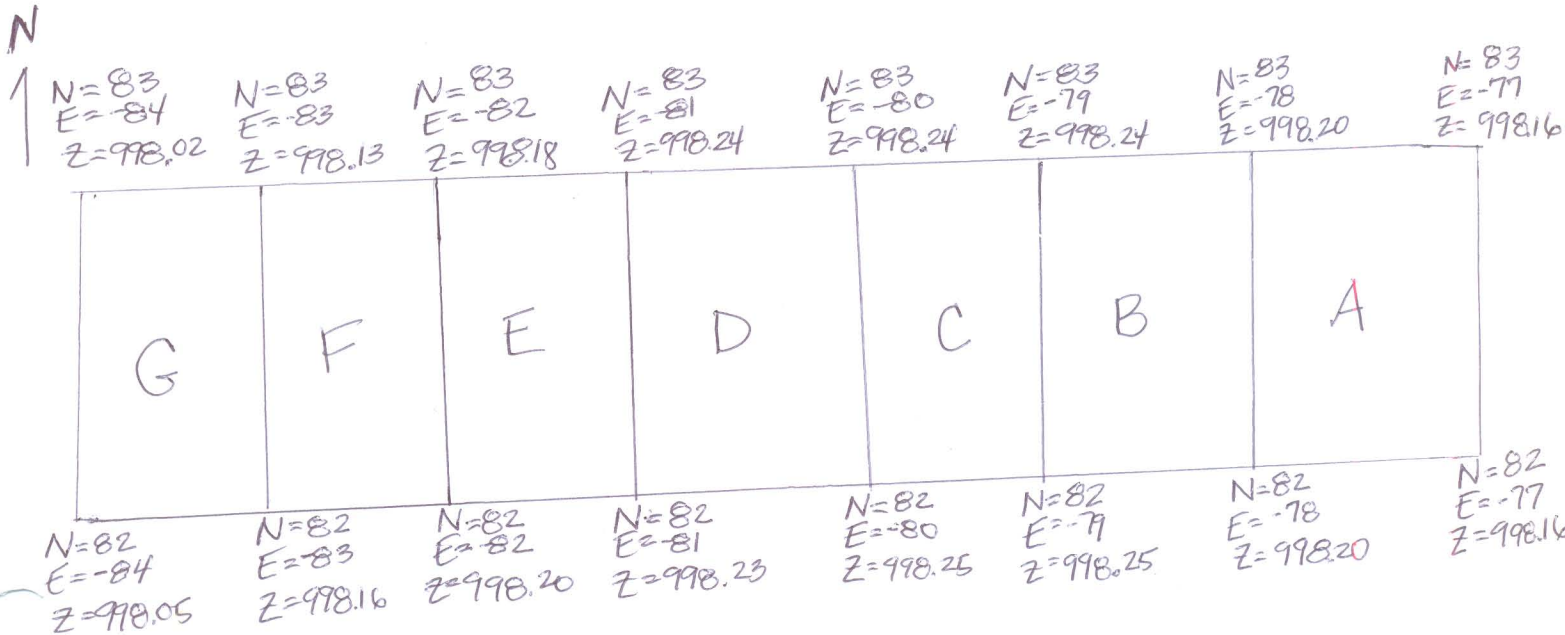 N
N=83
E=-84
Z=998.02
N=83
E=-83
Z=998.13
N=83
E=-82
Z=998.18
N=83
E=-81
Z=998.24
N=83
E=-80
Z=998.24
N=83
E=-79
Z=998.24
N=83
E=-78
Z=998.20
N=83
E=-77
Z=998.16
G
F
E
D
C
B
A
N=82
E=-84
Z=998.05
N=82
E=-83
Z=998.16
N=82
E=-82
Z=998.20
N=82
E=-81
Z=998.23
N=82
E=-80
Z=998.25
N=82
E=-79
Z=998.25
N=82
E=-78
Z=998.20
N=82
E=-77
Z=998.16